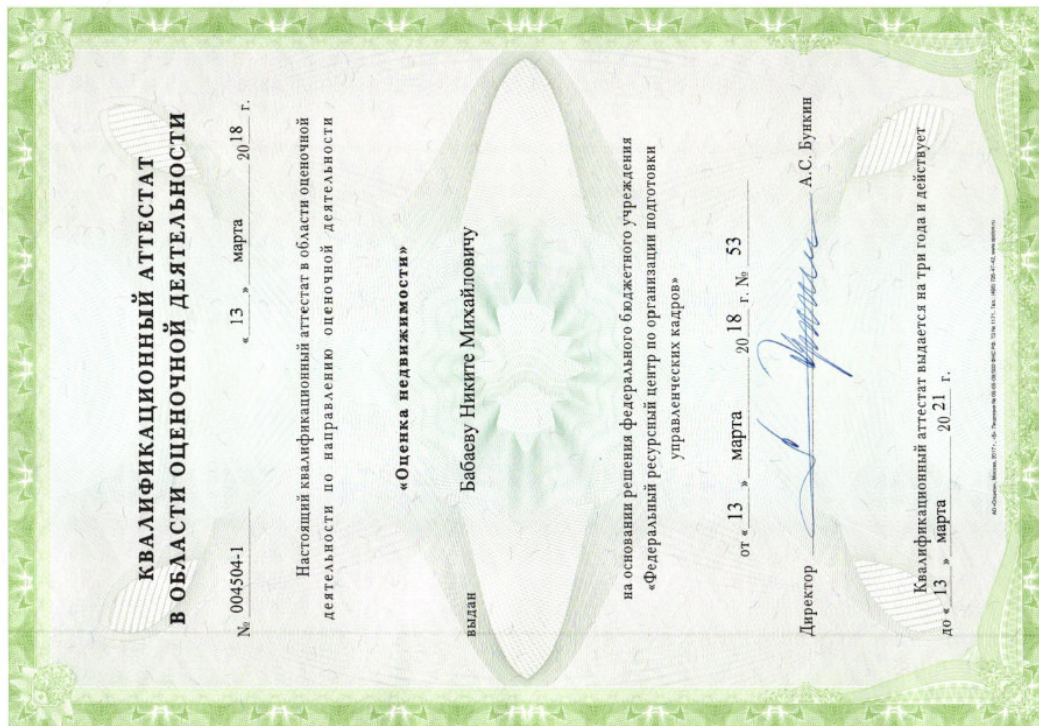 КВАЛИФИКАЦИОННЫЙ АТТЕСТАТ
В ОБЛАСТИ ОЦЕНОЧНОЙ ДЕЯТЕЛЬНОСТИ
№ 004504-1 « 13 » марта 20 18 г.
Настоящий квалификационный аттестат в области оценочной
деятельности по направлению оценочной деятельности
«Оценка недвижимости»
выдан Бабаеву Никите Михайловичу
на основании решения федерального бюджетного учреждения
«Федеральный ресурсный центр по организации подготовки
управленческих кадров»
от « 13 » марта 20 18 г. № 53
Директор А.С. Бункин
Квалификационный аттестат выдается на три года и действует
до « 13 » марта 20 21 г.